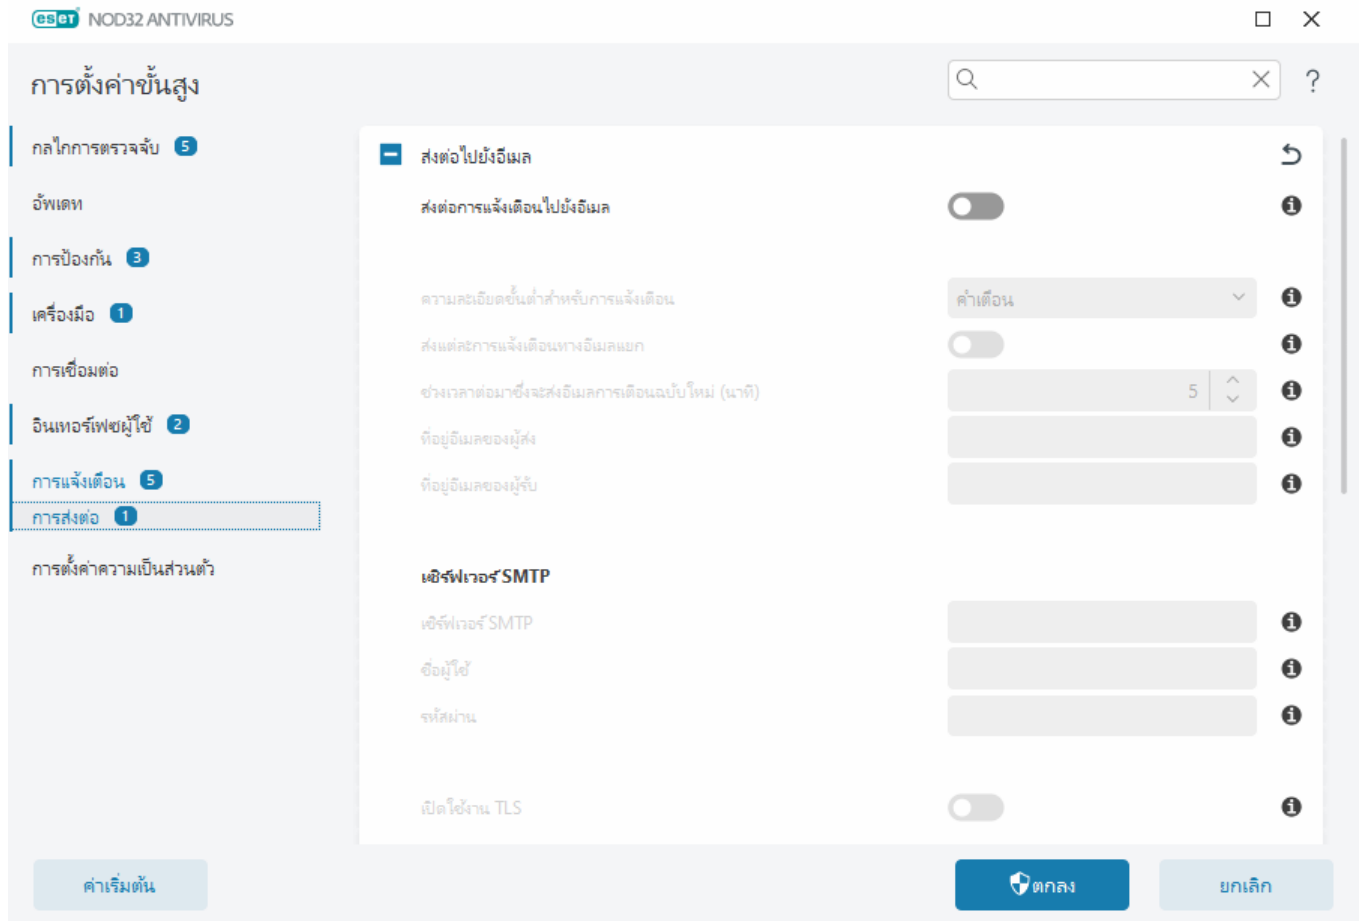 eset NOD32 ANTIVIRUS
การตั้งค่าขั้นสูง
กลไกการตรวจจับ 5
อัพเดท
การป้องกัน 3
เครื่องมือ 1
การเชื่อมต่อ
อินเทอร์เฟซผู้ใช้ 2
การแจ้งเตือน 5
การส่งต่อ 1
การตั้งค่าความเป็นส่วนตัว
ส่งต่อไปยังอีเมล
ส่งต่อการแจ้งเตือนไปยังอีเมล
ความละเอียดขั้นต่ำสำหรับการแจ้งเตือน
คำเตือน
ส่งแต่ละการแจ้งเตือนทางอีเมลแยก
ช่วงเวลาต่อมาซึ่งจะส่งอีเมลการเตือนฉบับใหม่ (นาที)
5
ที่อยู่อีเมลของผู้ส่ง
ที่อยู่อีเมลของผู้รับ
เซิร์ฟเวอร์ SMTP
เซิร์ฟเวอร์ SMTP
ชื่อผู้ใช้
รหัสผ่าน
เปิดใช้งาน TLS
ค่าเริ่มต้น
ตกลง
ยกเลิก